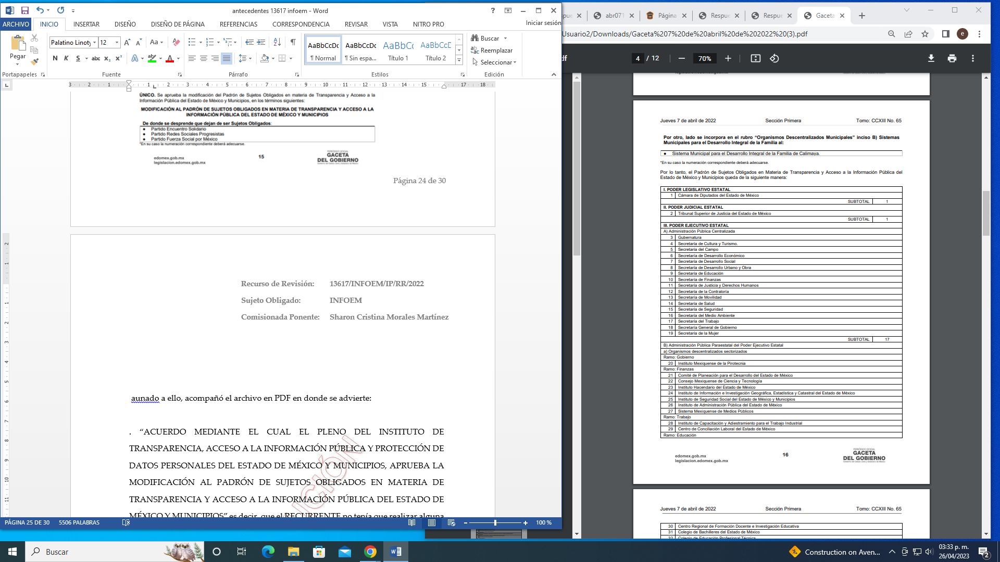 antecedentes 13617 infoem - Word
ARCHIVO INICIO INSERTAR DISEÑO DISEÑO DE PÁGINA REFERENCIAS CORRESPONDENCIA REVISAR VISTA NITRO PRO Iniciar sesión
Pegar
Palatino Linoty 12
N K S abc x₂ x²
AaBbCcDc AaBbCcDc AaBbCc AaBbCcD
¶ Normal ¶ Sin espa... Título 1 Título 2
Buscar
Reemplazar
Seleccionar
Portapapeles Fuente Párrafo Estilos Edición
ÚNICO. Se aprueba la modificación del Padrón de Sujetos Obligados en materia de Transparencia y Acceso a la
Información Pública del Estado de México y Municipios, en los términos siguientes:
MODIFICACIÓN AL PADRÓN DE SUJETOS OBLIGADOS EN MATERIA DE TRANSPARENCIA Y ACCESO A LA
INFORMACIÓN PÚBLICA DEL ESTADO DE MÉXICO Y MUNICIPIOS
De donde se desprende que dejan de ser Sujetos Obligados:
● Partido Encuentro Solidario
● Partido Redes Sociales Progresistas
● Partido Fuerza Social por México
*En su caso la numeración correspondiente deberá adecuarse.
edomex.gob.mx
legislacion.edomex.gob.mx
15
PERIÓDICO OFICIAL
GACETA
DEL GOBIERNO
Página 24 de 30
Recurso de Revisión: 13617/INFOEM/IP/RR/2022
Sujeto Obligado: INFOEM
Comisionada Ponente: Sharon Cristina Morales Martínez
aunado a ello, acompañó el archivo en PDF en donde se advierte:
. “ACUERDO MEDIANTE EL CUAL EL PLENO DEL INSTITUTO DE
TRANSPARENCIA, ACCESO A LA INFORMACIÓN PÚBLICA Y PROTECCIÓN DE
DATOS PERSONALES DEL ESTADO DE MÉXICO Y MUNICIPIOS, APRUEBA LA
MODIFICACIÓN AL PADRÓN DE SUJETOS OBLIGADOS EN MATERIA DE
TRANSPARENCIA Y ACCESO A LA INFORMACIÓN PÚBLICA DEL ESTADO DE
MÉXICO Y MUNICIPIOS” es decir, que el RECURRENTE no tenía que realizar alguna
PÁGINA 25 DE 30 5506 PALABRAS 100 %
abr071 Página Respue Respue Gaceta
Usuario2/Downloads/Gaceta%207%20de%20abril%20de%202022%20(3).pdf
4 / 12 70%
Jueves 7 de abril de 2022 Sección Primera Tomo: CCXIII No. 65
Por otro, lado se incorpora en el rubro “Organismos Descentralizados Municipales” inciso B) Sistemas
Municipales para el Desarrollo Integral de la Familia al:
● Sistema Municipal para el Desarrollo Integral de la Familia de Calimaya.
*En su caso la numeración correspondiente deberá adecuarse.
Por lo tanto, el Padrón de Sujetos Obligados en Materia de Transparencia y Acceso a la Información Pública del
Estado de México y Municipios queda de la siguiente manera:
I. PODER LEGISLATIVO ESTATAL
1 Cámara de Diputados del Estado de México
SUBTOTAL 1
II. PODER JUDICIAL ESTATAL
2 Tribunal Superior de Justicia del Estado de México
SUBTOTAL 1
III. PODER EJECUTIVO ESTATAL
A) Administración Pública Centralizada
3 Gubernatura
4 Secretaría de Cultura y Turismo.
5 Secretaría del Campo
6 Secretaría de Desarrollo Económico
7 Secretaría de Desarrollo Social
8 Secretaría de Desarrollo Urbano y Obra
9 Secretaría de Educación
10 Secretaría de Finanzas
11 Secretaría de Justicia y Derechos Humanos
12 Secretaría de la Contraloría
13 Secretaría de Movilidad
14 Secretaría de Salud
15 Secretaría de Seguridad
16 Secretaría del Medio Ambiente
17 Secretaría del Trabajo
18 Secretaría General de Gobierno
19 Secretaría de la Mujer
SUBTOTAL 17
B) Administración Pública Paraestatal del Poder Ejecutivo Estatal
a) Organismos descentralizados sectorizados
Ramo: Gobierno
20 Instituto Mexiquense de la Pirotecnia
Ramo: Finanzas
21 Comité de Planeación para el Desarrollo del Estado de México
22 Consejo Mexiquense de Ciencia y Tecnología
23 Instituto Hacendario del Estado de México
24 Instituto de Información e Investigación Geográfica, Estadística y Catastral del Estado de México
25 Instituto de Seguridad Social del Estado de México y Municipios
26 Instituto de Administración Pública del Estado de México
27 Sistema Mexiquense de Medios Públicos
Ramo: Trabajo
28 Instituto de Capacitación y Adiestramiento para el Trabajo Industrial
29 Centro de Conciliación Laboral del Estado de México
Ramo: Educación
edomex.gob.mx
legislacion.edomex.gob.mx
16
PERIÓDICO OFICIAL
GACETA
DEL GOBIERNO
Jueves 7 de abril de 2022 Sección Primera Tomo: CCXIII No. 65
30 Centro Regional de Formación Docente e Investigación Educativa
31 Colegio de Bachilleres del Estado de México
32 Colegio de Educación Profesional Técnica
Buscar
Construction on Aven...
03:33 p. m.
26/04/2023
2